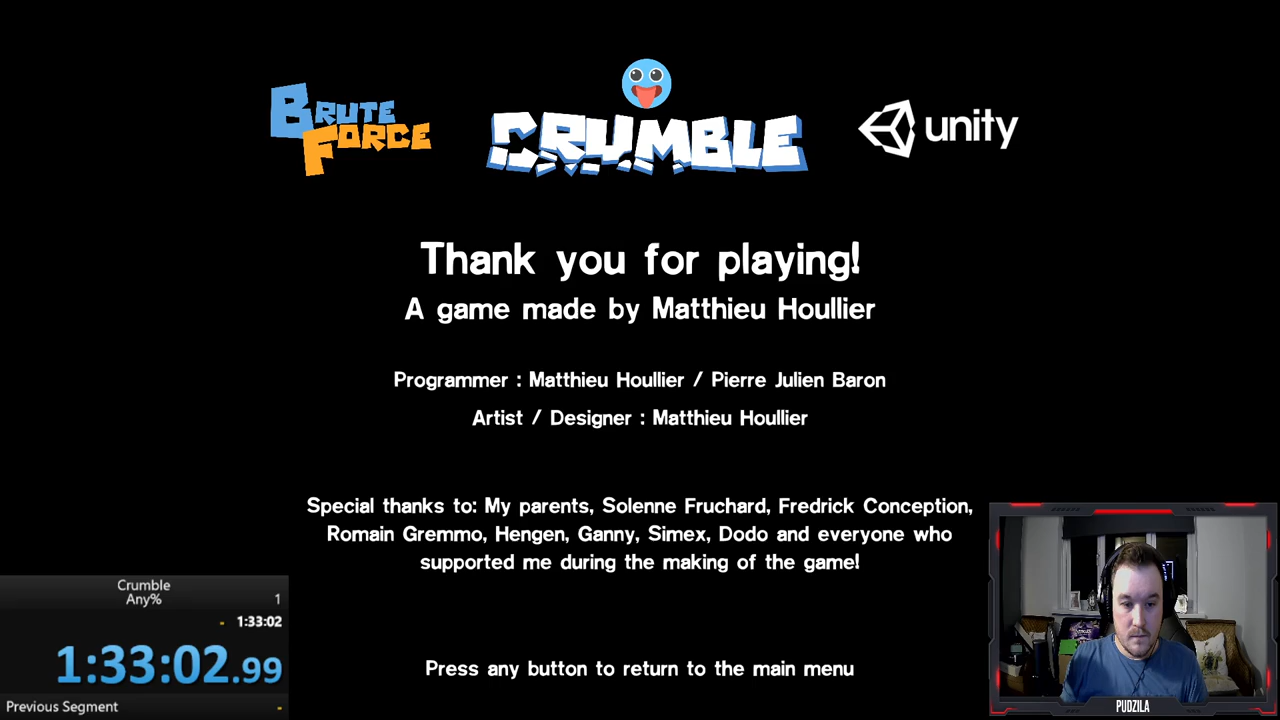 BRUTE
FORCE
CRUMBLE
unity
Thank you for playing!
A game made by Matthieu Houllier
Programmer : Matthieu Houllier / Pierre Julien Baron
Artist / Designer : Matthieu Houllier
Special thanks to: My parents, Solenne Fruchard, Fredrick Conception,
Romain Gremmo, Hengen, Ganny, Simex, Dodo and everyone who
supported me during the making of the game!
Press any button to return to the main menu
Crumble
Any% 1
- 1:33:02
1:33:02.99
Previous Segment -
PUDZILA